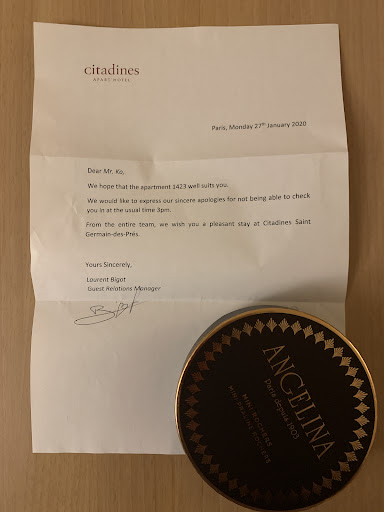 citadines
APART'HOTEL
Paris, Monday 27th January 2020
Dear Mr. Ko,
We hope that the apartment 1423 well suits you.
We would like to express our sincere apologies for not being able to check
you in at the usual time 3pm.
From the entire team, we wish you a pleasant stay at Citadines Saint
Germain-des-Prés.
Yours Sincerely,
Laurent Bigot
Guest Relations Manager
Bigot
ANGELINA
Paris depuis 1903